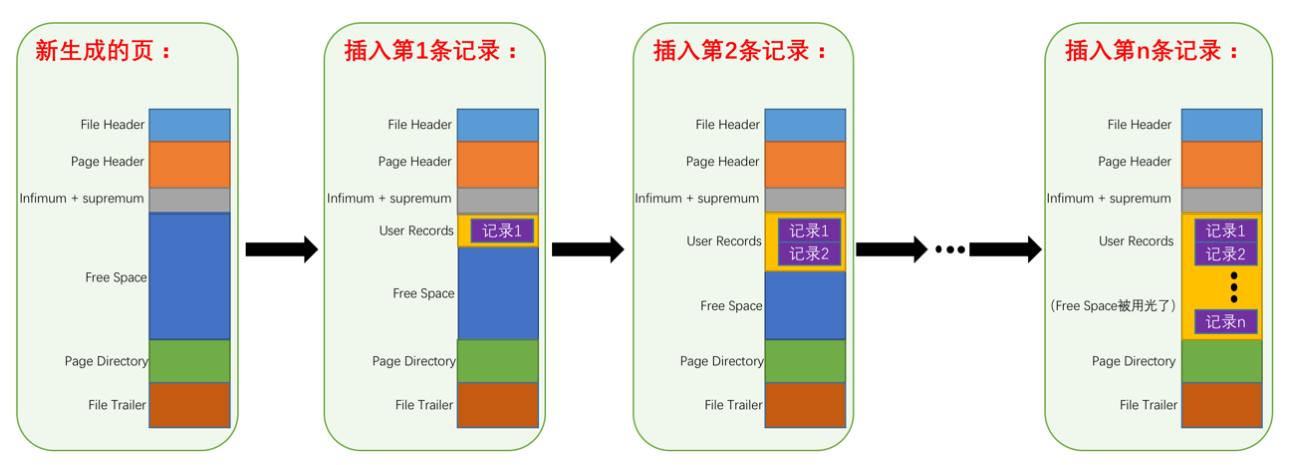 新生成的页：
File Header
Page Header
Infimum + supremum
Free Space
Page Directory
File Trailer
插入第1条记录：
File Header
Page Header
Infimum + supremum
User Records
记录1
Free Space
Page Directory
File Trailer
插入第2条记录：
File Header
Page Header
Infimum + supremum
User Records
记录1
记录2
Free Space
Page Directory
File Trailer
插入第n条记录：
File Header
Page Header
Infimum + supremum
User Records
记录1
记录2
(Free Space被用光了)
记录n
Page Directory
File Trailer